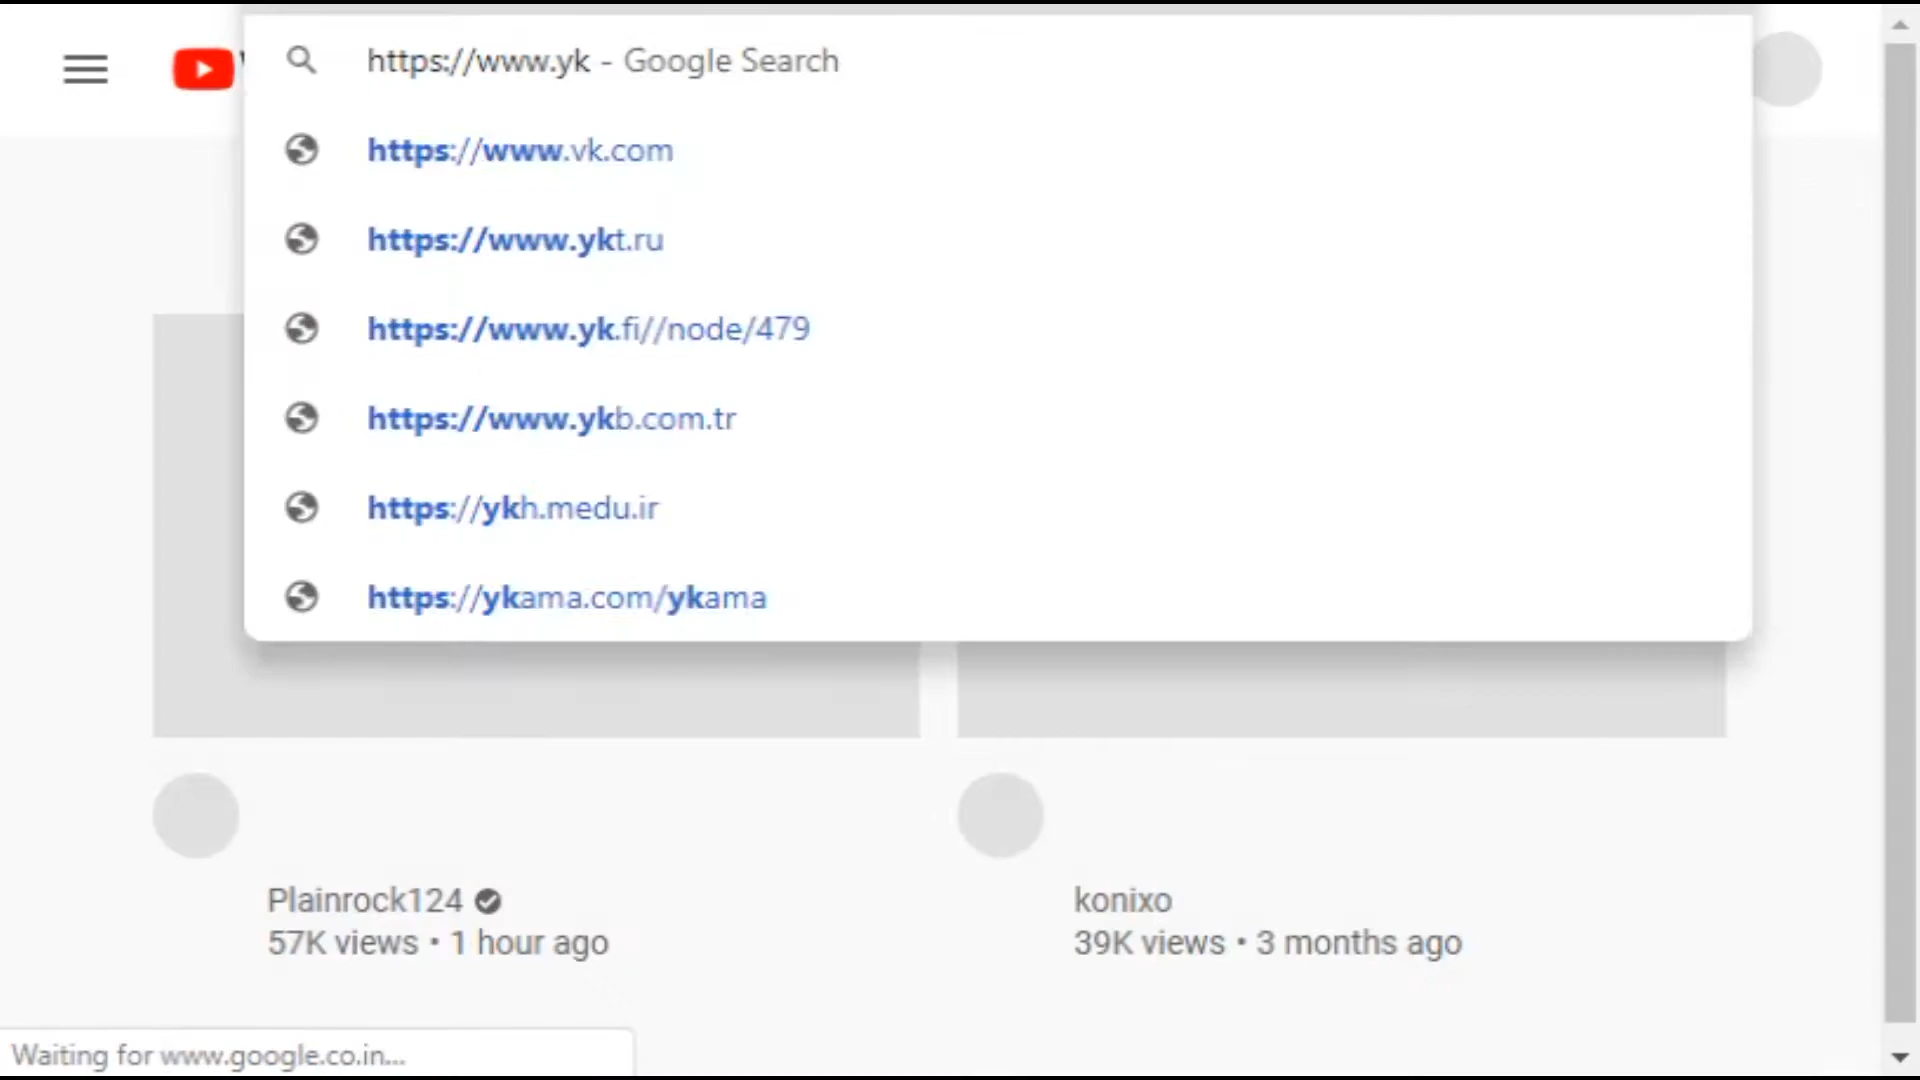 https://www.yk - Google Search
https://www.vk.com
https://www.ykt.ru
https://www.yk.fi//node/479
https://www.ykb.com.tr
https://ykh.medu.ir
https://ykama.com/ykama
Plainrock124
57K views • 1 hour ago
konixo
39K views • 3 months ago
Waiting for www.google.co.in...